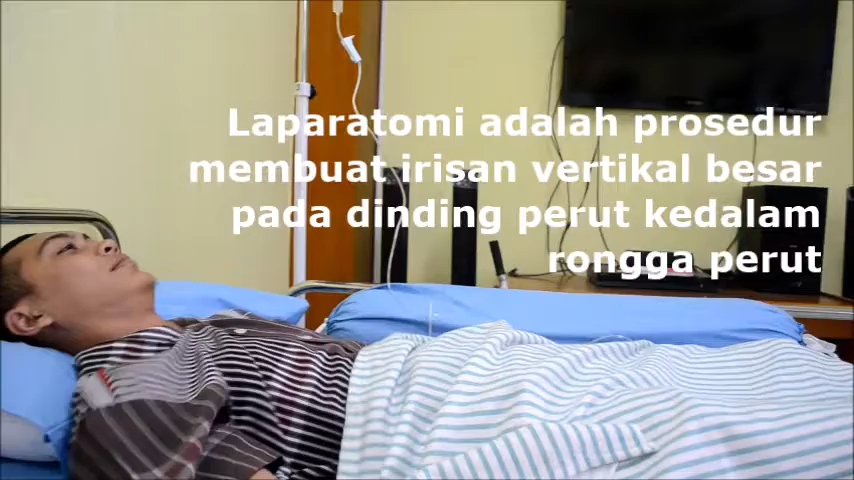 Laparatomi adalah prosedur
membuat irisan vertikal besar
pada dinding perut kedalam
rongga perut